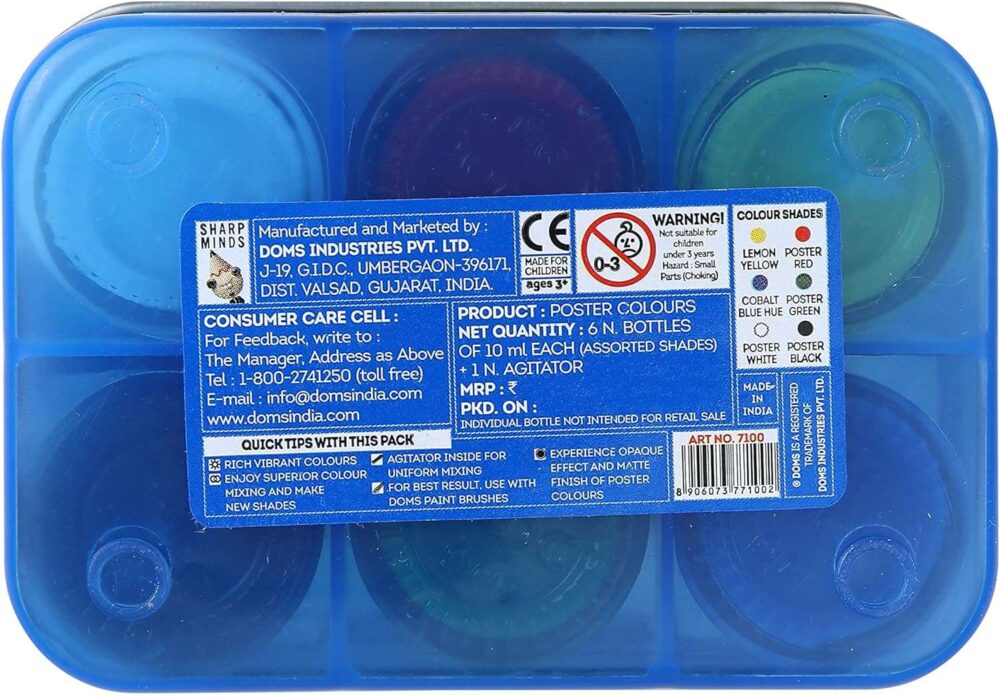 SHARP
MINDS
Manufactured and Marketed by :
DOMS INDUSTRIES PVT. LTD.
J-19, G.I.D.C., UMBERGAON-396171,
DIST. VALSAD, GUJARAT, INDIA.
CE
MADE FOR
CHILDREN
ages 3+
0-3
WARNING!
Not suitable for
children
under 3 years
Hazard : Small
Parts (Choking)
COLOUR SHADES
LEMON
YELLOW
POSTER
RED
COBALT
BLUE HUE
POSTER
GREEN
POSTER
WHITE
POSTER
BLACK
CONSUMER CARE CELL :
For Feedback, write to :
The Manager, Address as Above
Tel : 1-800-2741250 (toll free)
E-mail : info@domsindia.com
www.domsindia.com
PRODUCT : POSTER COLOURS
NET QUANTITY : 6 N. BOTTLES
OF 10 ml EACH (ASSORTED SHADES)
+ 1 N. AGITATOR
MRP : ₹
PKD. ON :
INDIVIDUAL BOTTLE NOT INTENDED FOR RETAIL SALE
MADE
IN
INDIA
® DOMS IS A REGISTERED
TRADEMARK OF
DOMS INDUSTRIES PVT. LTD.
QUICK TIPS WITH THIS PACK
RICH VIBRANT COLOURS
ENJOY SUPERIOR COLOUR
MIXING AND MAKE
NEW SHADES
AGITATOR INSIDE FOR
UNIFORM MIXING
FOR BEST RESULT, USE WITH
DOMS PAINT BRUSHES
EXPERIENCE OPAQUE
EFFECT AND MATTE
FINISH OF POSTER
COLOURS
ART NO. 7100
8 906073 771002